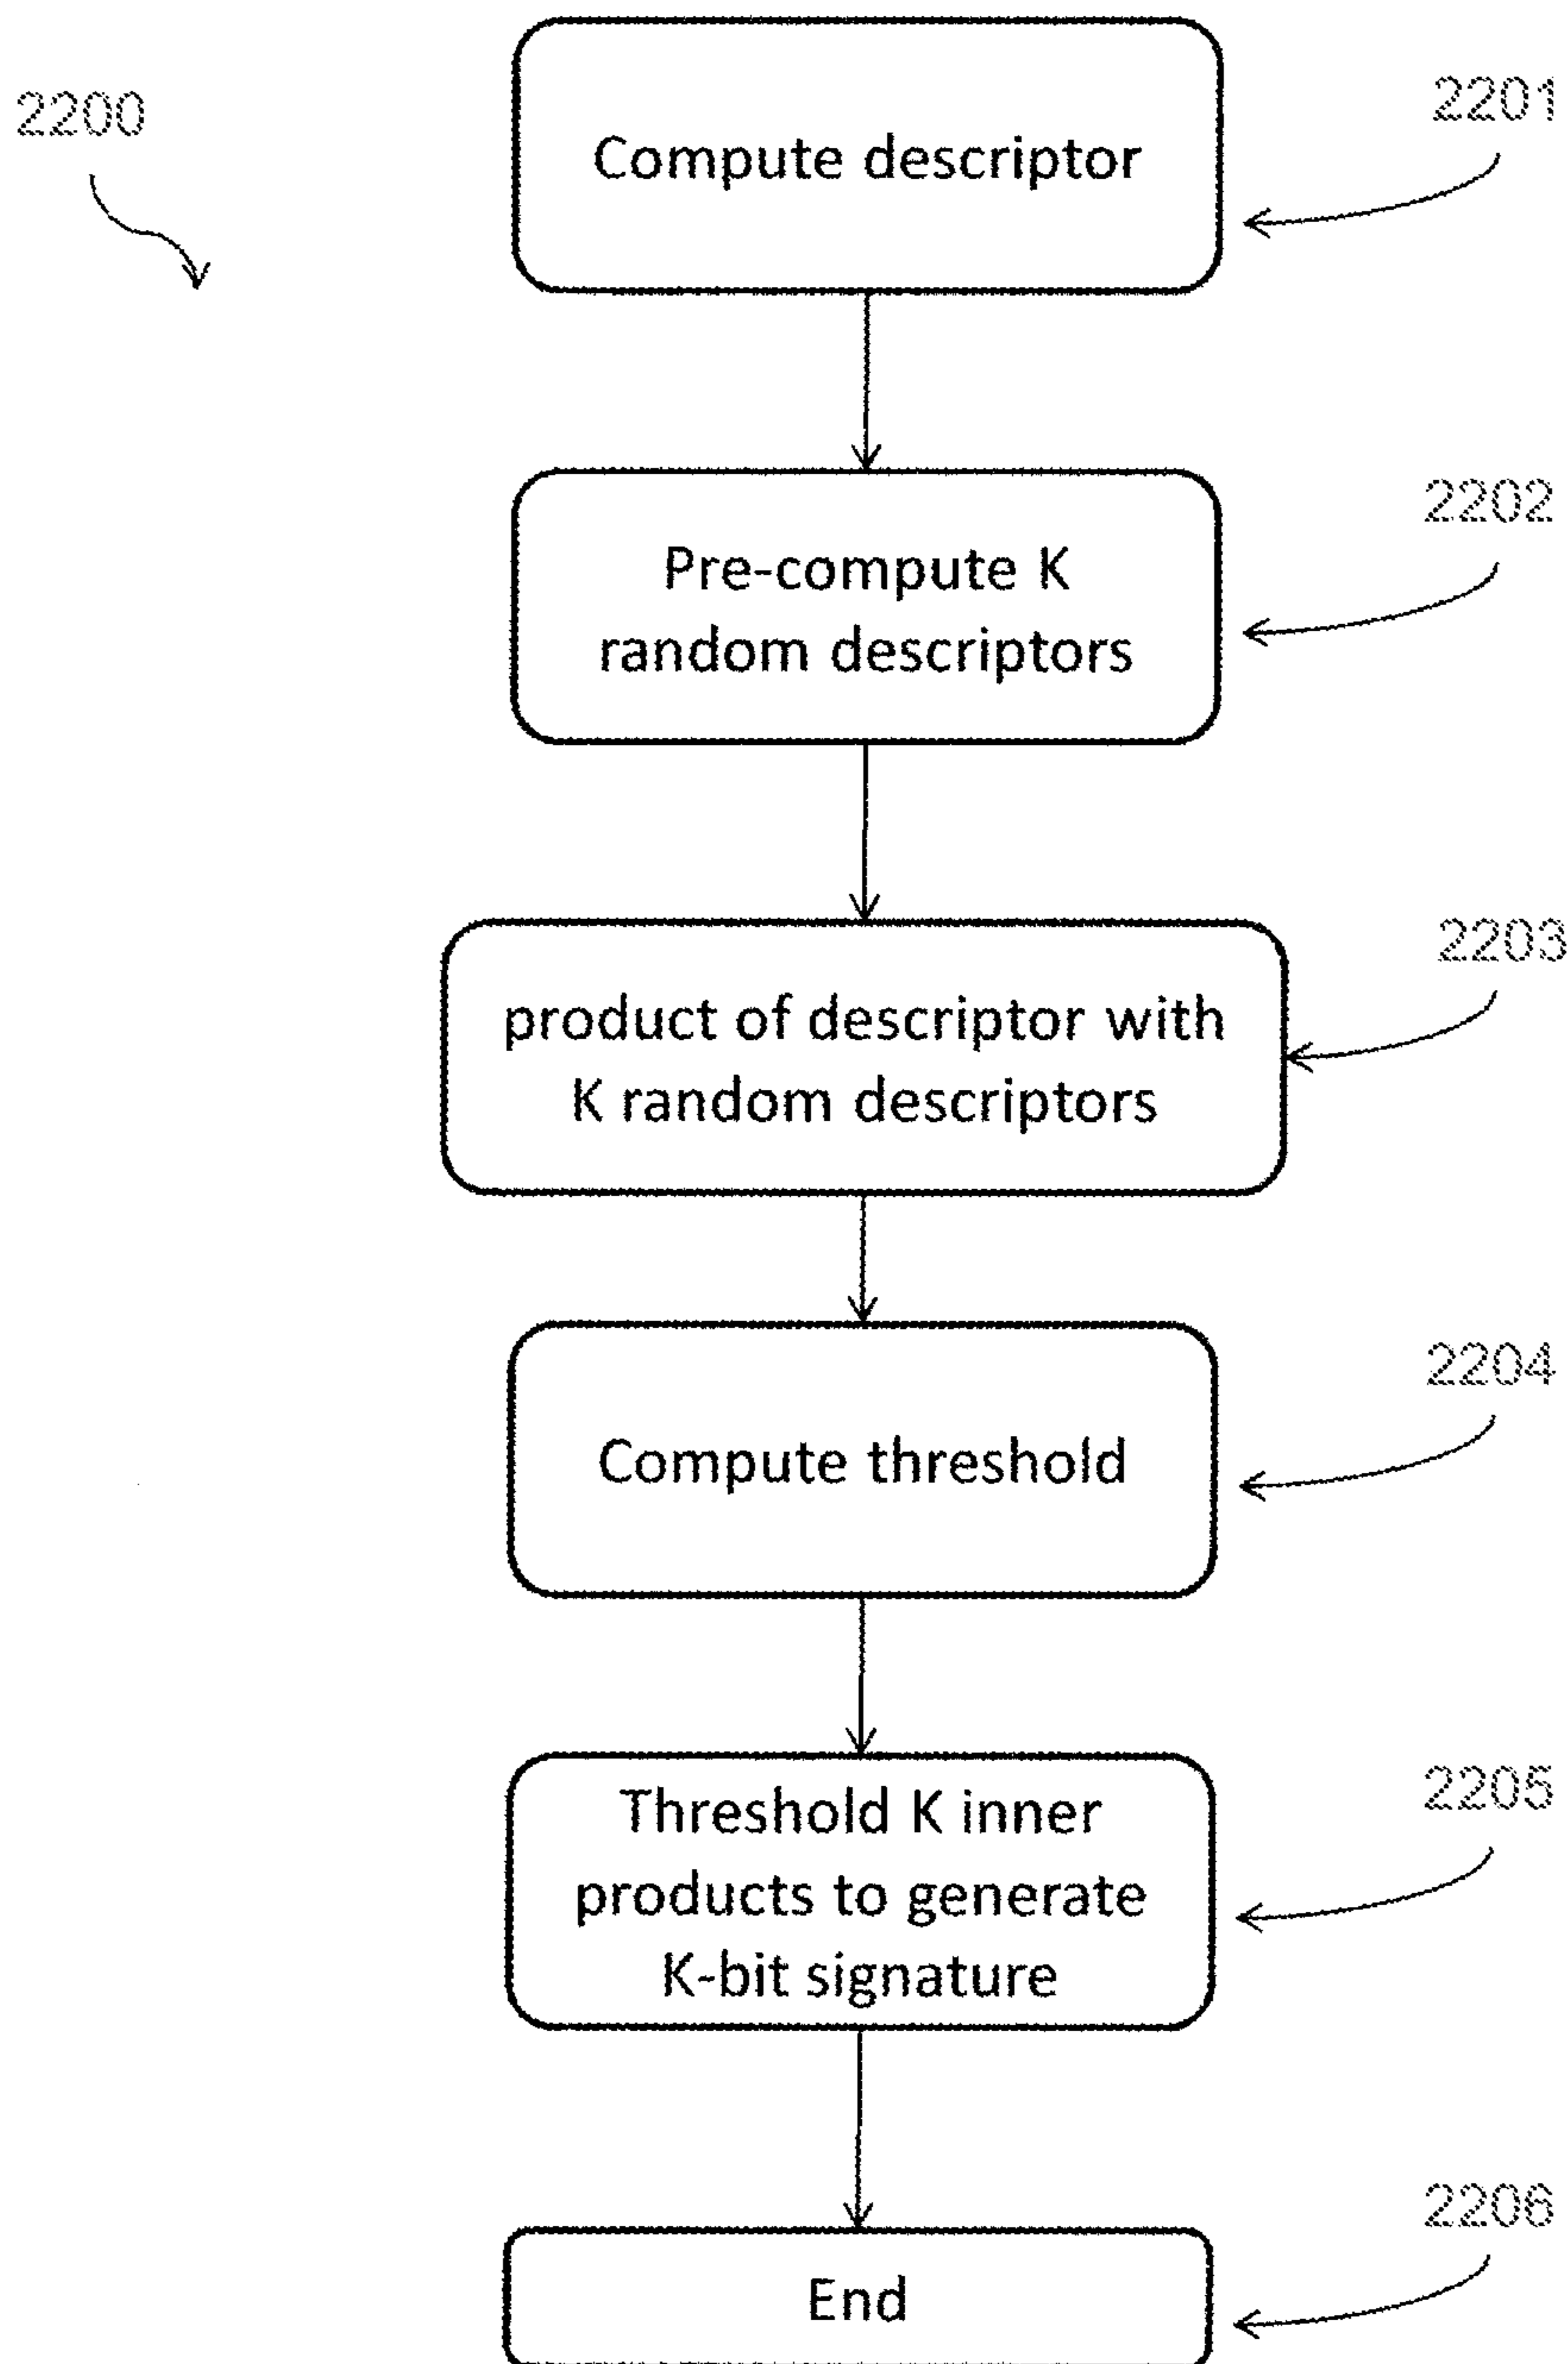 2200
2201
Compute descriptor
2202
Pre-compute K
random descriptors
2203
product of descriptor with
K random descriptors
2204
Compute threshold
2205
Threshold K inner
products to generate
K-bit signature
2206
End